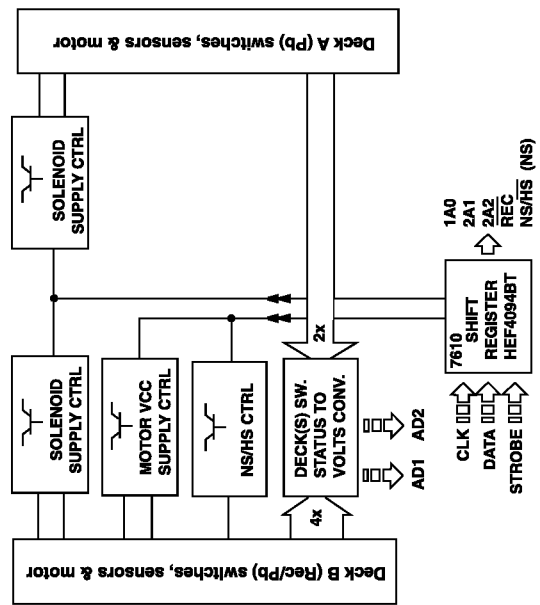 Deck A (Pb) switches, sensors & motor
SOLENOID
SUPPLY CTRL
SOLENOID
SUPPLY CTRL
MOTOR VCC
SUPPLY CTRL
NS/HS CTRL
DECK(S) SW.
STATUS TO
VOLTS CONV.
2x
4x
AD1
AD2
Deck B (Rec/Pb) switches, sensors & motor
7610
SHIFT
REGISTER
HEF4094BT
CLK
DATA
STROBE
1A0
2A1
2A2
REC
NS/HS (NS)